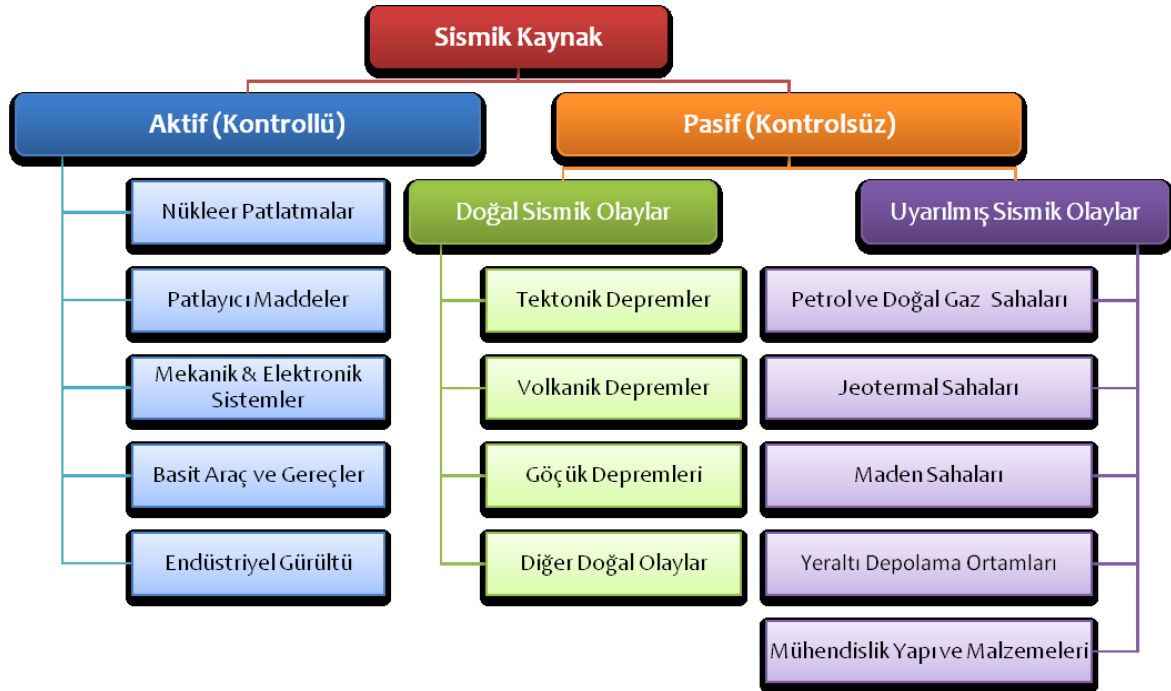 Sismik Kaynak
Aktif (Kontrollü)
Pasif (Kontrolsüz)
Nükleer Patlatmalar
Patlayıcı Maddeler
Mekanik & Elektronik
Sistemler
Basit Araç ve Gereçler
Endüstriyel Gürültü
Doğal Sismik Olaylar
Tektonik Depremler
Volkanik Depremler
Göçük Depremleri
Diğer Doğal Olaylar
Uyarılmış Sismik Olaylar
Petrol ve Doğal Gaz Sahaları
Jeotermal Sahaları
Maden Sahaları
Yeraltı Depolama Ortamları
Mühendislik Yapı ve Malzemeleri